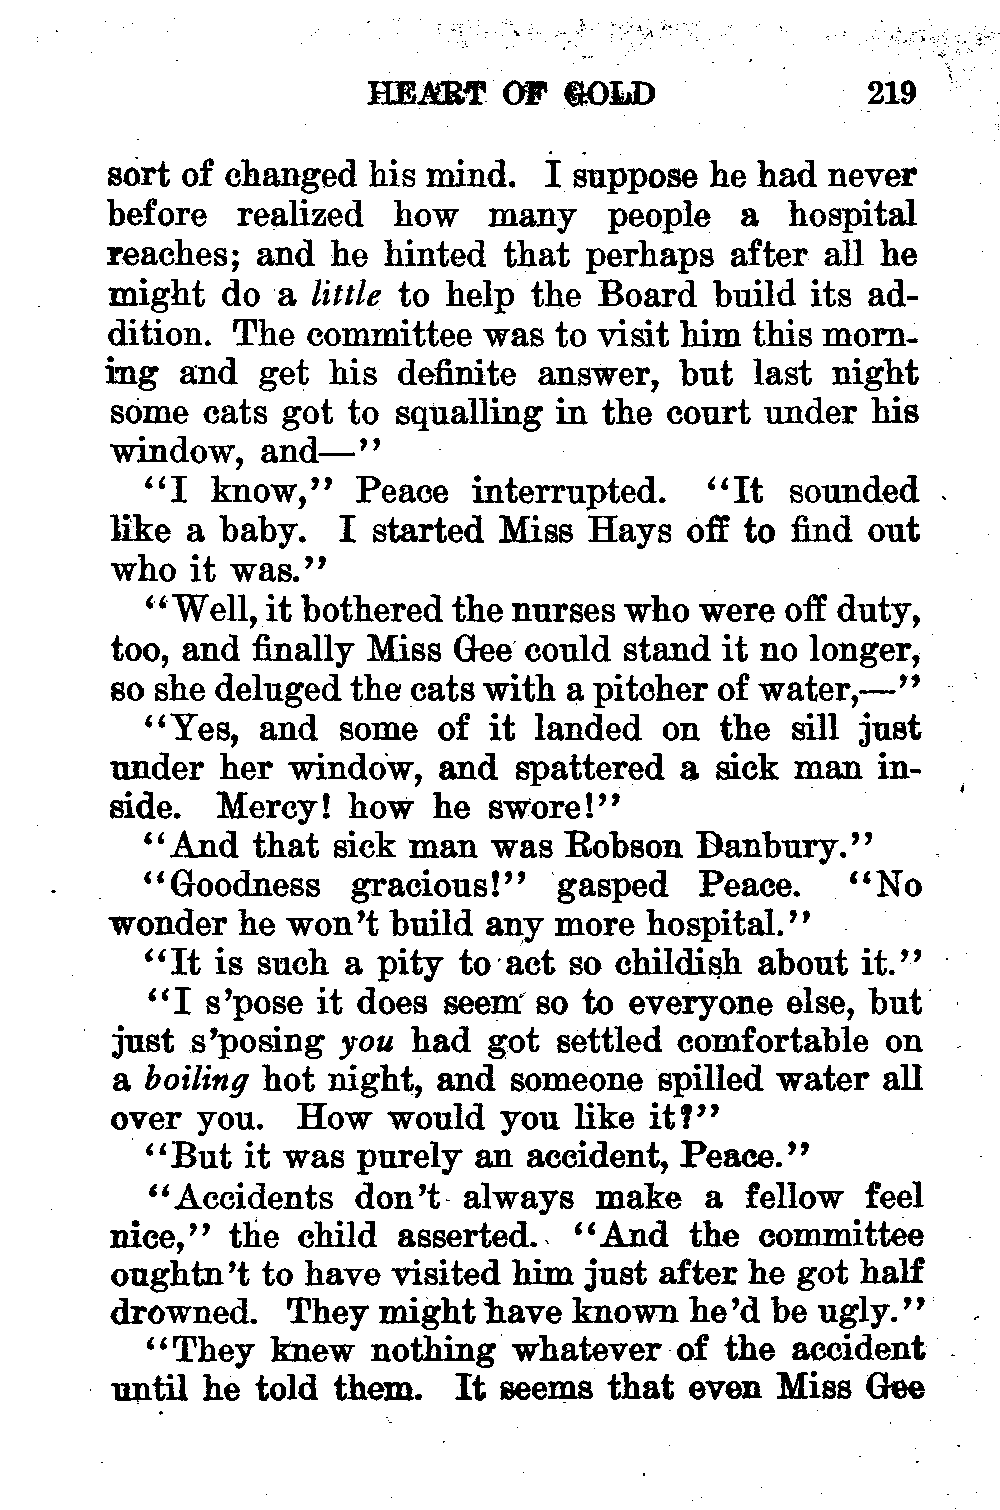 HEART OF GOLD 219
sort of changed his mind. I suppose he had never
before realized how many people a hospital
reaches; and he hinted that perhaps after all he
might do a little to help the Board build its ad-
dition. The committee was to visit him this morn-
ing and get his definite answer, but last night
some cats got to squalling in the court under his
window, and—"
"I know," Peace interrupted. "It sounded
like a baby. I started Miss Hays off to find out
who it was."
"Well, it bothered the nurses who were off duty,
too, and finally Miss Gee could stand it no longer,
so she deluged the cats with a pitcher of water,—"
"Yes, and some of it landed on the sill just
under her window, and spattered a sick man in-
side. Mercy! how he swore!"
"And that sick man was Robson Danbury."
"Goodness gracious!" gasped Peace. "No
wonder he won't build any more hospital."
"It is such a pity to act so childish about it."
"I s'pose it does seem so to everyone else, but
just s'posing you had got settled comfortable on
a boiling hot night, and someone spilled water all
over you. How would you like it?"
"But it was purely an accident, Peace."
"Accidents don't always make a fellow feel
nice," the child asserted. "And the committee
oughtn't to have visited him just after he got half
drowned. They might have known he'd be ugly."
"They knew nothing whatever of the accident
until he told them. It seems that even Miss Gee